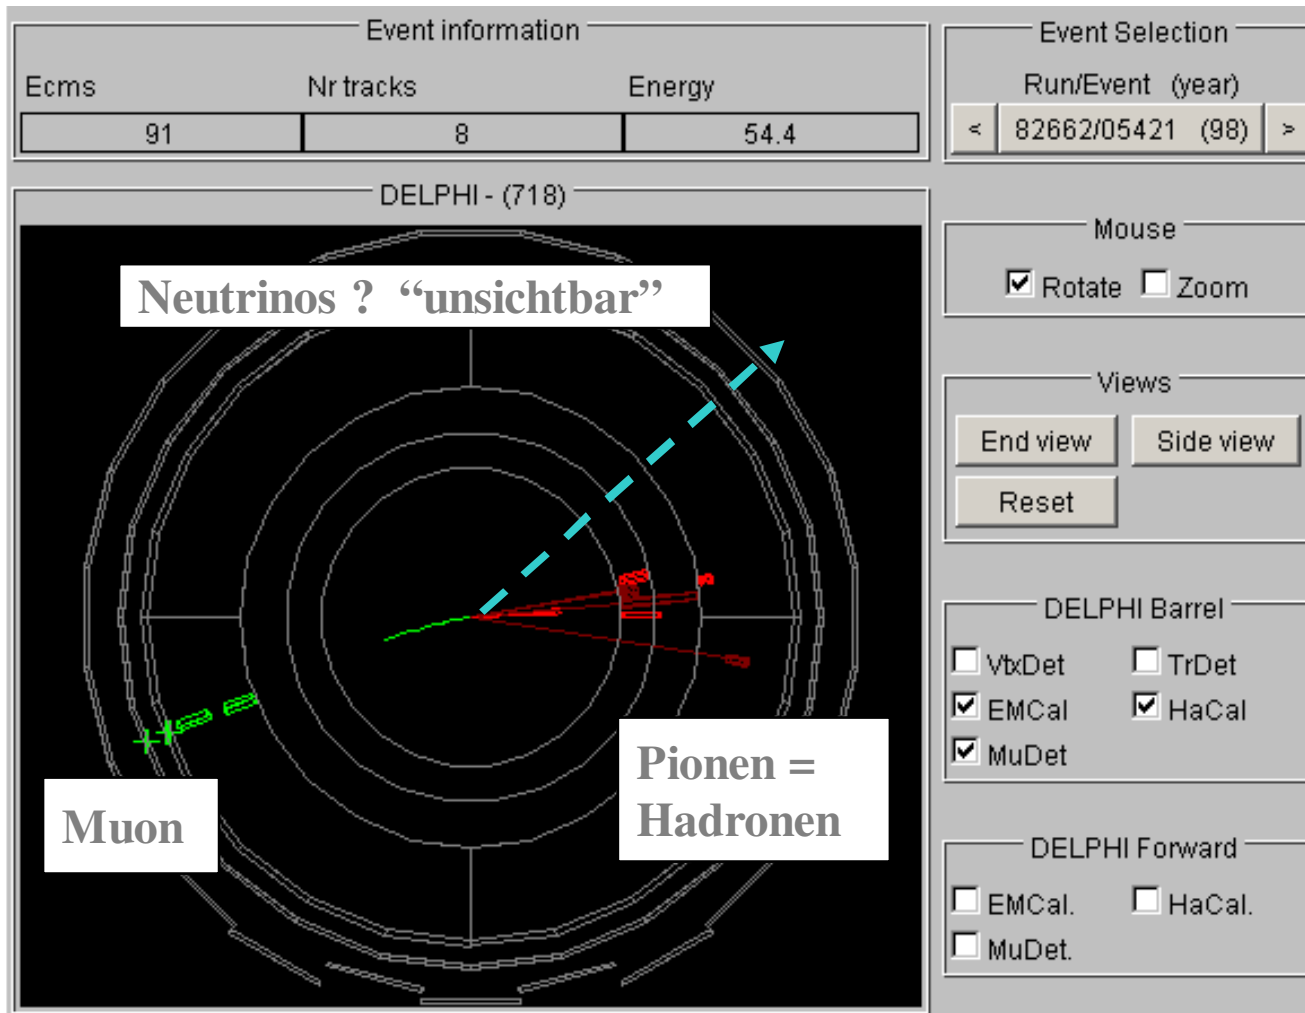 Event information
Ecms Nr tracks Energy
91 8 54.4
Event Selection
Run/Event (year)
< 82662/05421 (98) >
DELPHI - (718)
Neutrinos ? “unsichtbar”
Muon
Pionen =
Hadronen
Mouse
Rotate Zoom
Views
End view Side view
Reset
DELPHI Barrel
VtxDet TrDet
EMCal HaCal
MuDet
DELPHI Forward
EMCal. HaCal.
MuDet.